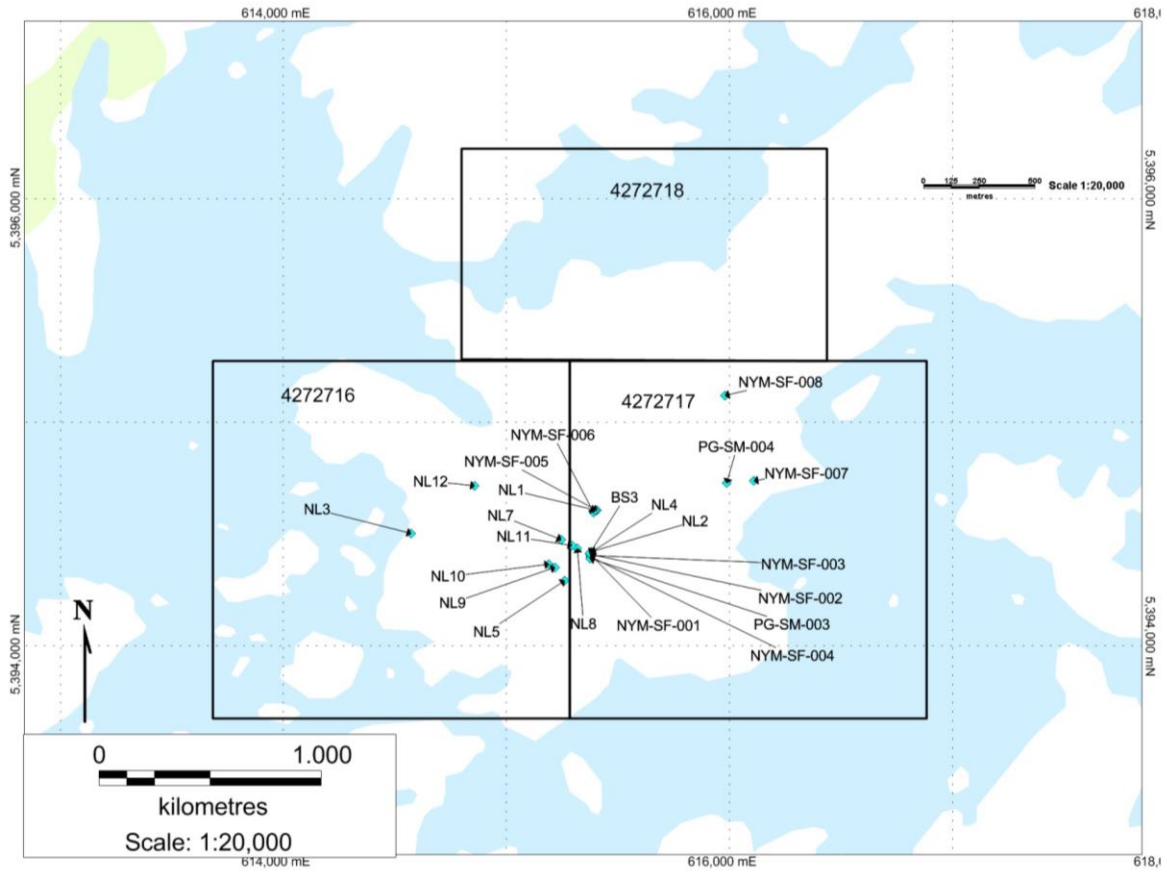 614,000 mE
616,000 mE
618,
5,396,000 mN
5,396,000 mN
4272718
0 125 250 500
Scale 1:20,000
metres
4272716
4272717
NYM-SF-008
NYM-SF-006
PG-SM-004
NYM-SF-005
NYM-SF-007
NL12
NL1
BS3
NL4
NL3
NL7
NL2
NL11
NYM-SF-003
NL10
NYM-SF-002
NL9
NL5
NL8
NYM-SF-001
PG-SM-003
NYM-SF-004
N
5,394,000 mN
5,394,000 mN
0 1.000
kilometres
Scale: 1:20,000
614,000 mE
616,000 mE
618,